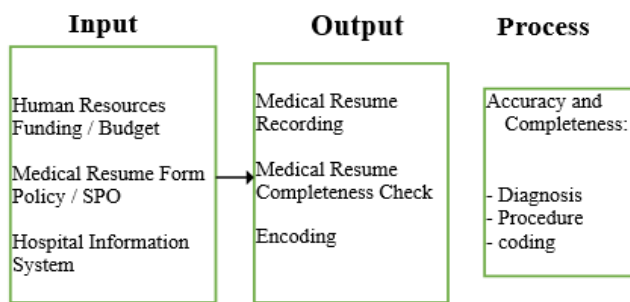 Input
Output
Process
Human Resources
Funding / Budget
Medical Resume Form
Policy / SPO
Hospital Information
System
Medical Resume
Recording
Medical Resume
Completeness Check
Encoding
Accuracy and
Completeness:
- Diagnosis
- Procedure
- coding